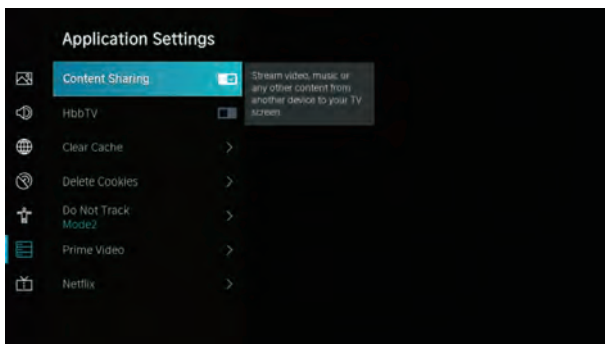 Application Settings
Content Sharing
Stream video, music or
any other content from
another device to your TV
screen.
HbbTV
Clear Cache
Delete Cookies
Do Not Track
Mode2
Prime Video
Netflix